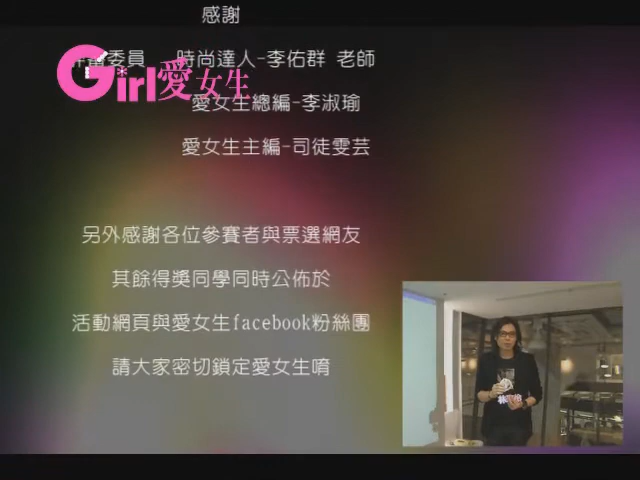 感謝
評審委員 時尚達人-李佑群 老師
Girl愛女生
愛女生總編-李淑瑜
愛女生主編-司徒雯芸
另外感謝各位參賽者與票選網友
其餘得獎同學同時公佈於
活動網頁與愛女生facebook粉絲團
請大家密切鎖定愛女生唷